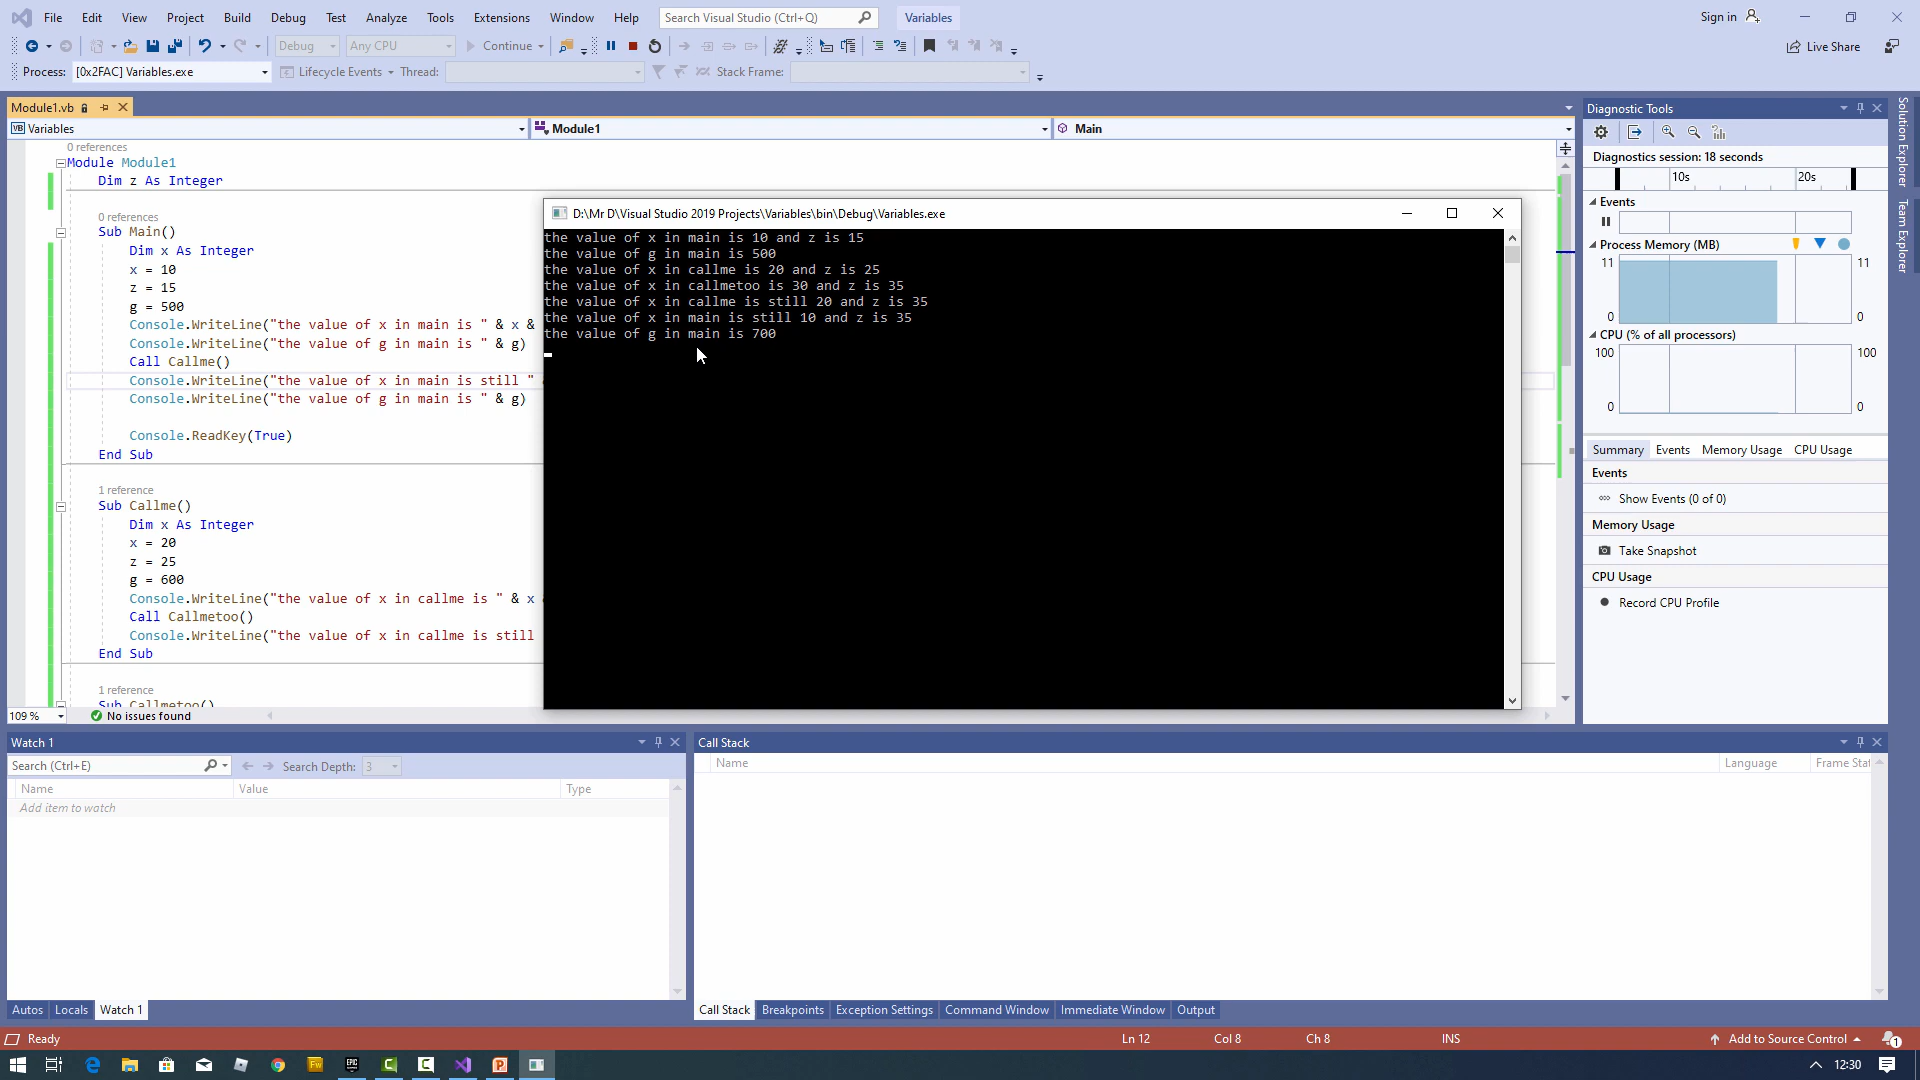 File Edit View Project Build Debug Test Analyze Tools Extensions Window Help Search Visual Studio (Ctrl+Q) Variables Sign in
Debug Any CPU Continue Live Share
Process: [0x2FAC] Variables.exe Lifecycle Events Thread: Stack Frame:
Module1.vb
VB Variables Module1 Main
0 references
Module Module1
Dim z As Integer
0 references
Sub Main()
Dim x As Integer
x = 10
z = 15
g = 500
Console.WriteLine("the value of x in main is " & x &
Console.WriteLine("the value of g in main is " & g)
Call Callme()
Console.WriteLine("the value of x in main is still "
Console.WriteLine("the value of g in main is " & g)
Console.ReadKey(True)
End Sub
1 reference
Sub Callme()
Dim x As Integer
x = 20
z = 25
g = 600
Console.WriteLine("the value of x in callme is " & x
Call Callmetoo()
Console.WriteLine("the value of x in callme is still
End Sub
1 reference
Sub Callmetoo()
109 % No issues found
D:\Mr D\Visual Studio 2019 Projects\Variables\bin\Debug\Variables.exe
the value of x in main is 10 and z is 15
the value of g in main is 500
the value of x in callme is 20 and z is 25
the value of x in callmetoo is 30 and z is 35
the value of x in callme is still 20 and z is 35
the value of x in main is still 10 and z is 35
the value of g in main is 700
Diagnostic Tools
Diagnostics session: 18 seconds
10s 20s
Events
Process Memory (MB)
11 11
0 0
CPU (% of all processors)
100 100
0 0
Summary Events Memory Usage CPU Usage
Events
Show Events (0 of 0)
Memory Usage
Take Snapshot
CPU Usage
Record CPU Profile
Solution Explorer
Team Explorer
Watch 1
Search (Ctrl+E) Search Depth: 3
Name Value Type
Add item to watch
Autos Locals Watch 1
Call Stack
Name Language Frame Stat
Call Stack Breakpoints Exception Settings Command Window Immediate Window Output
Ready Ln 12 Col 8 Ch 8 INS Add to Source Control 1
Fw EPIC 12:30